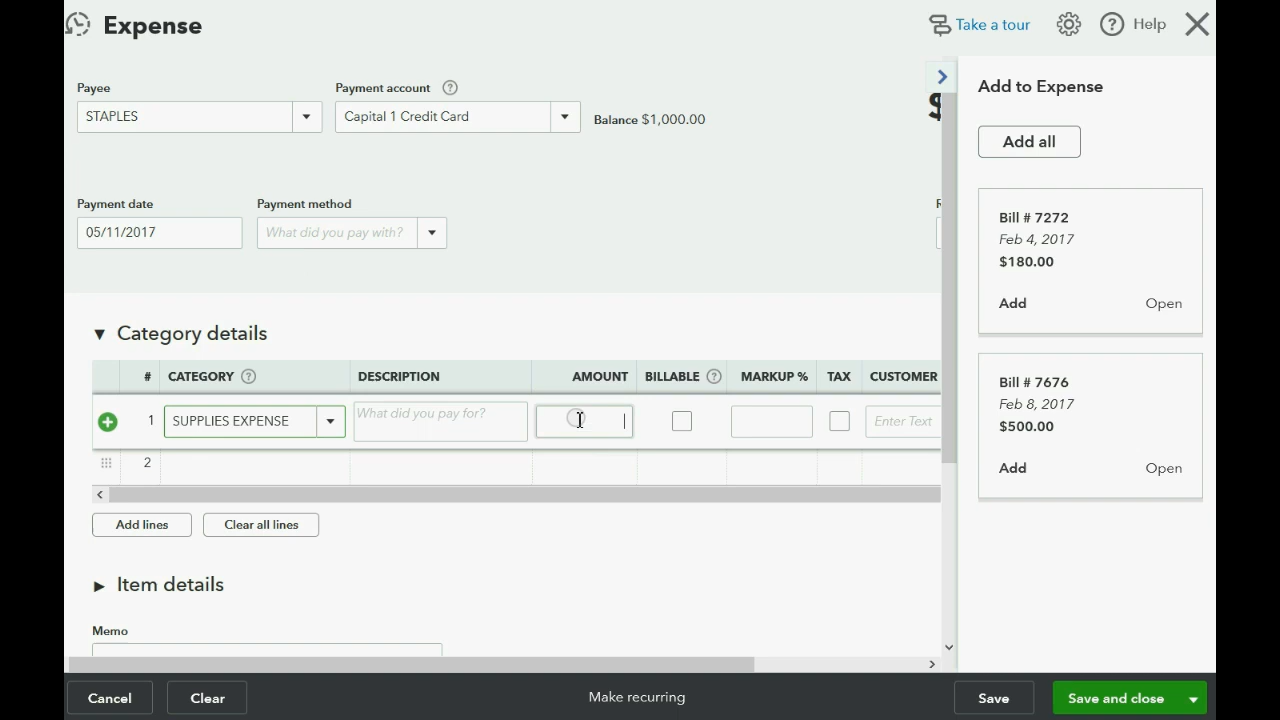 Expense
Take a tour
? Help
Payee
Payment account ?
STAPLES
Capital 1 Credit Card
Balance $1,000.00
$
Payment date
Payment method
05/11/2017
What did you pay with?
Category details
# CATEGORY ? DESCRIPTION AMOUNT BILLABLE ? MARKUP % TAX CUSTOMER
1 SUPPLIES EXPENSE What did you pay for? Enter Text
2
Add lines
Clear all lines
Item details
Memo
Add to Expense
Add all
Bill # 7272
Feb 4, 2017
$180.00
Add Open
Bill # 7676
Feb 8, 2017
$500.00
Add Open
Cancel
Clear
Make recurring
Save
Save and close